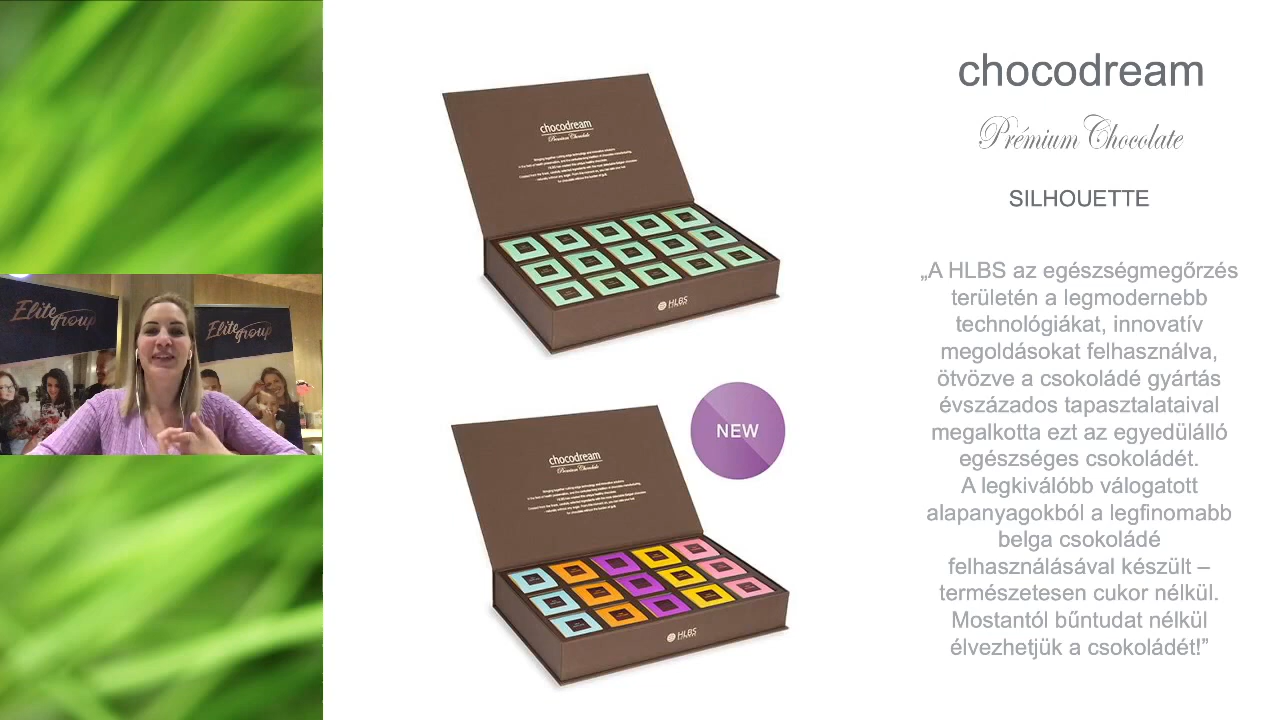 chocodream
Prémium Chocolate
SILHOUETTE
„A HLBS az egészségmegőrzés
területén a legmodernebb
technológiákat, innovatív
megoldásokat felhasználva,
ötvözve a csokoládé gyártás
évszázados tapasztalataival
megalkotta ezt az egyedülálló
egészséges csokoládét.
A legkiválóbb válogatott
alapanyagokból a legfinomabb
belga csokoládé
felhasználásával készült –
természetesen cukor nélkül.
Mostantól bűntudat nélkül
élvezhetjük a csokoládét!”
chocodream
Premium Chocolate
HLBS
NEW
chocodream
Premium Chocolate
HLBS
Elite group
Elite group